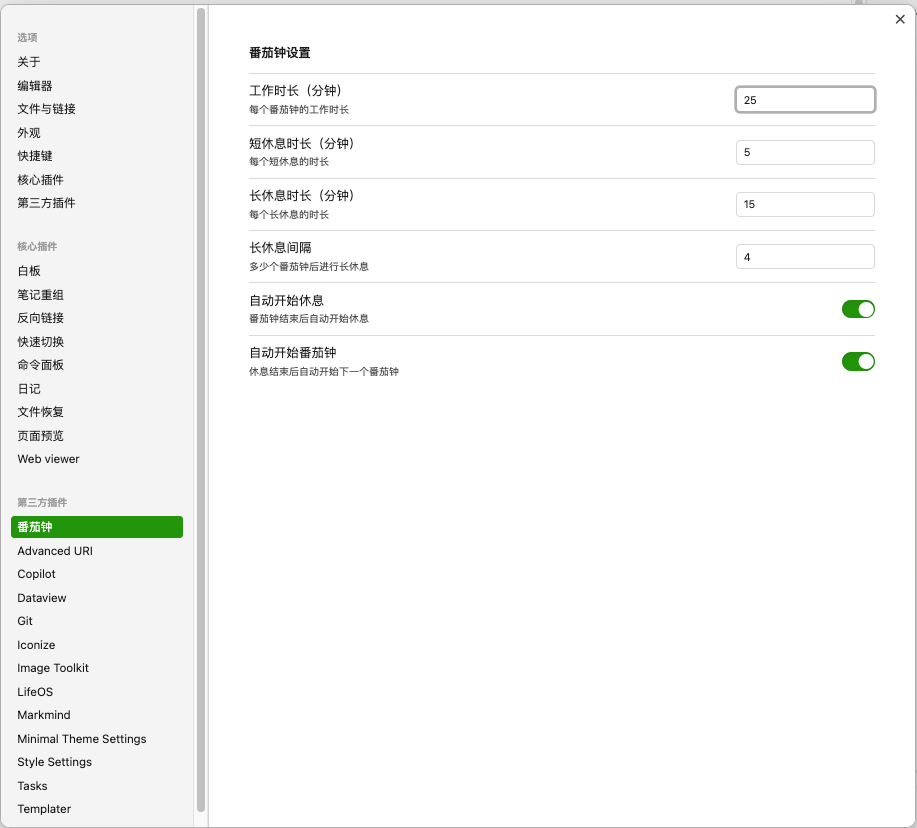 选项
关于
编辑器
文件与链接
外观
快捷键
核心插件
第三方插件
核心插件
白板
笔记重组
反向链接
快速切换
命令面板
日记
文件恢复
页面预览
Web viewer
第三方插件
番茄钟
Advanced URI
Copilot
Dataview
Git
Iconize
Image Toolkit
LifeOS
Markmind
Minimal Theme Settings
Style Settings
Tasks
Templater
番茄钟设置
工作时长（分钟）
每个番茄钟的工作时长
25
短休息时长（分钟）
每个短休息的时长
5
长休息时长（分钟）
每个长休息的时长
15
长休息间隔
多少个番茄钟后进行长休息
4
自动开始休息
番茄钟结束后自动开始休息
自动开始番茄钟
休息结束后自动开始下一个番茄钟